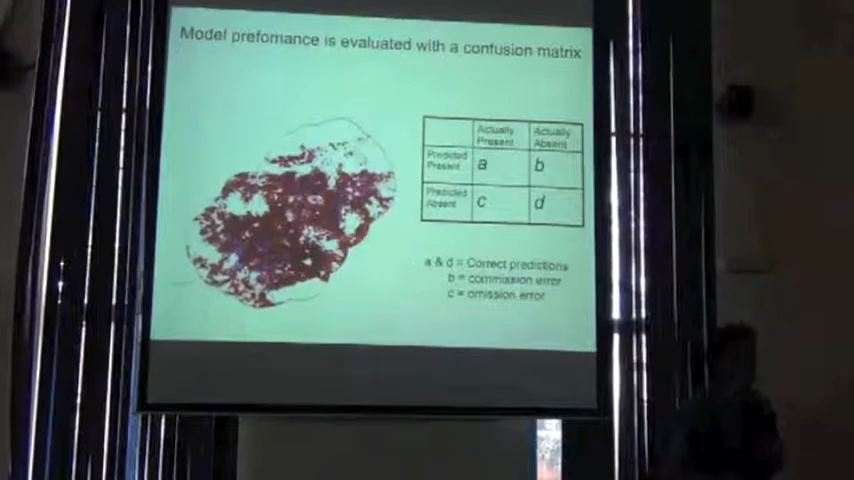 Model prefomance is evaluated with a confusion matrix
Actually Actually
Present Absent
Predicted
Present a b
Predicted
Absent c d
a & d = Correct predictions
b = commission error
c = omission error